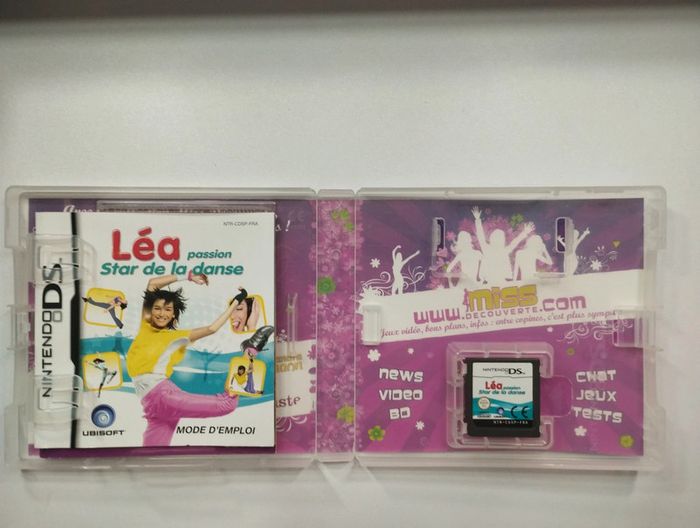 NTR-CDSP-FRA
Léa passion
Star de la danse
NINTENDO DS
UBISOFT
MODE D'EMPLOI
www.miss
DECOUVERTE.com
Jeux vidéo, bons plans, infos : entre copines, c'est plus sympa !
NEWS
VIDEO
BD
CHAT
JEUX
TESTS
NINTENDO DS
Léa passion
Star de la danse
CE
NTR-CDSP-FRA